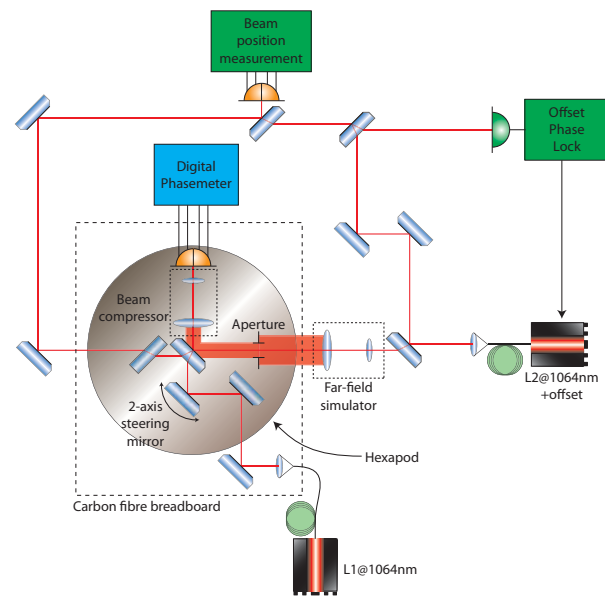 Beam
position
measurement
Offset
Phase
Lock
Digital
Phasemeter
Beam
compressor
Aperture
Far-field
simulator
L2@1064nm
+offset
2-axis
steering
mirror
Hexapod
Carbon fibre breadboard
L1@1064nm